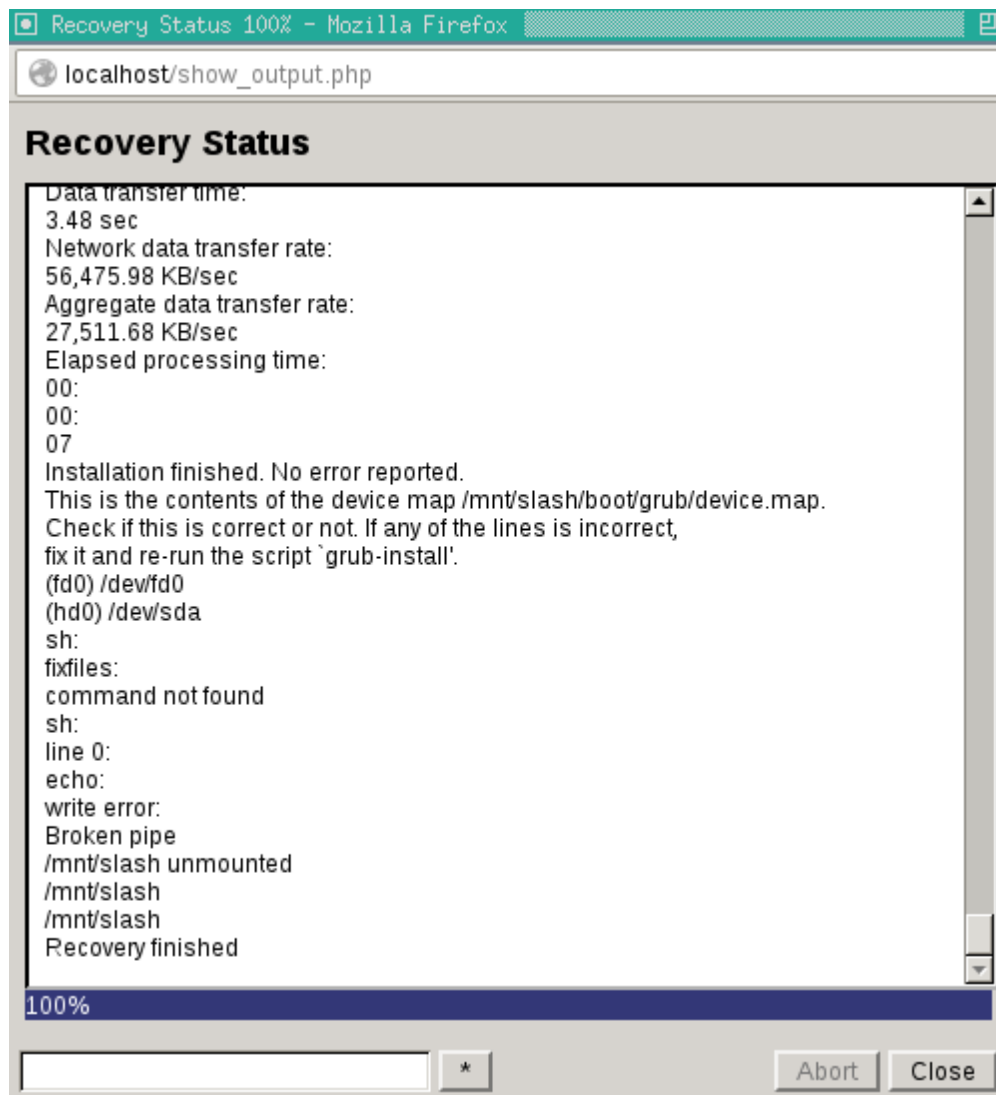 Recovery Status 100% - Mozilla Firefox
localhost/show_output.php
Recovery Status
Data transfer time:
3.48 sec
Network data transfer rate:
56,475.98 KB/sec
Aggregate data transfer rate:
27,511.68 KB/sec
Elapsed processing time:
00:
00:
07
Installation finished. No error reported.
This is the contents of the device map /mnt/slash/boot/grub/device.map.
Check if this is correct or not. If any of the lines is incorrect,
fix it and re-run the script `grub-install'.
(fd0) /dev/fd0
(hd0) /dev/sda
sh:
fixfiles:
command not found
sh:
line 0:
echo:
write error:
Broken pipe
/mnt/slash unmounted
/mnt/slash
/mnt/slash
Recovery finished
100%
* Abort Close